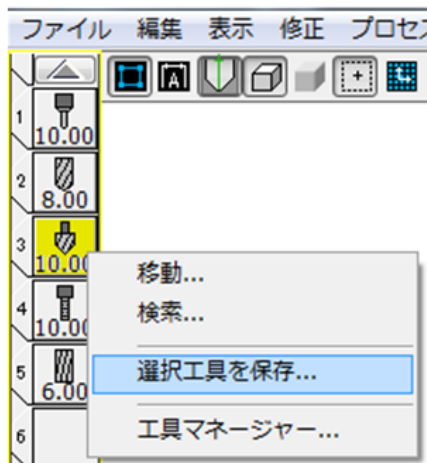 ファイル 編集 表示 修正 プロセス
A
1
10.00
2
8.00
3
10.00
移動...
検索...
4
10.00
選択工具を保存...
5
6.00
工具マネージャー...
6